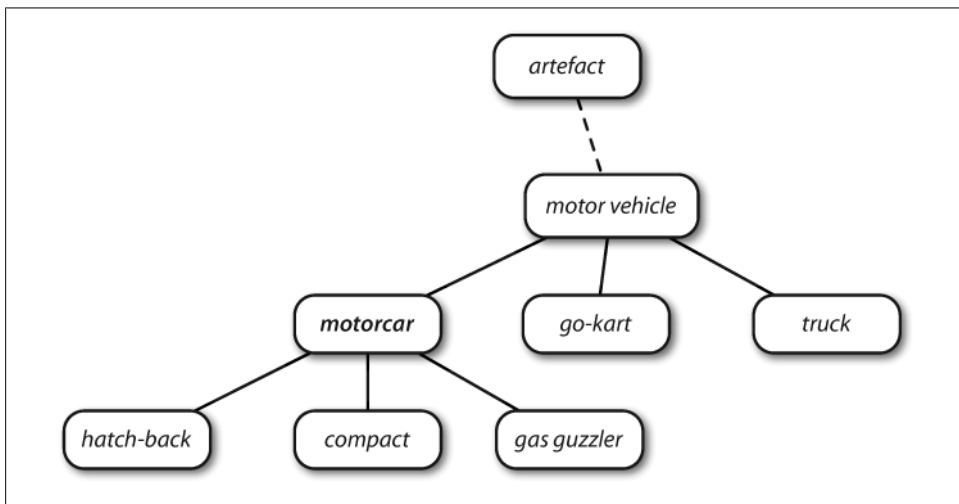 artefact
motor vehicle
motorcar
go-kart
truck
hatch-back
compact
gas guzzler